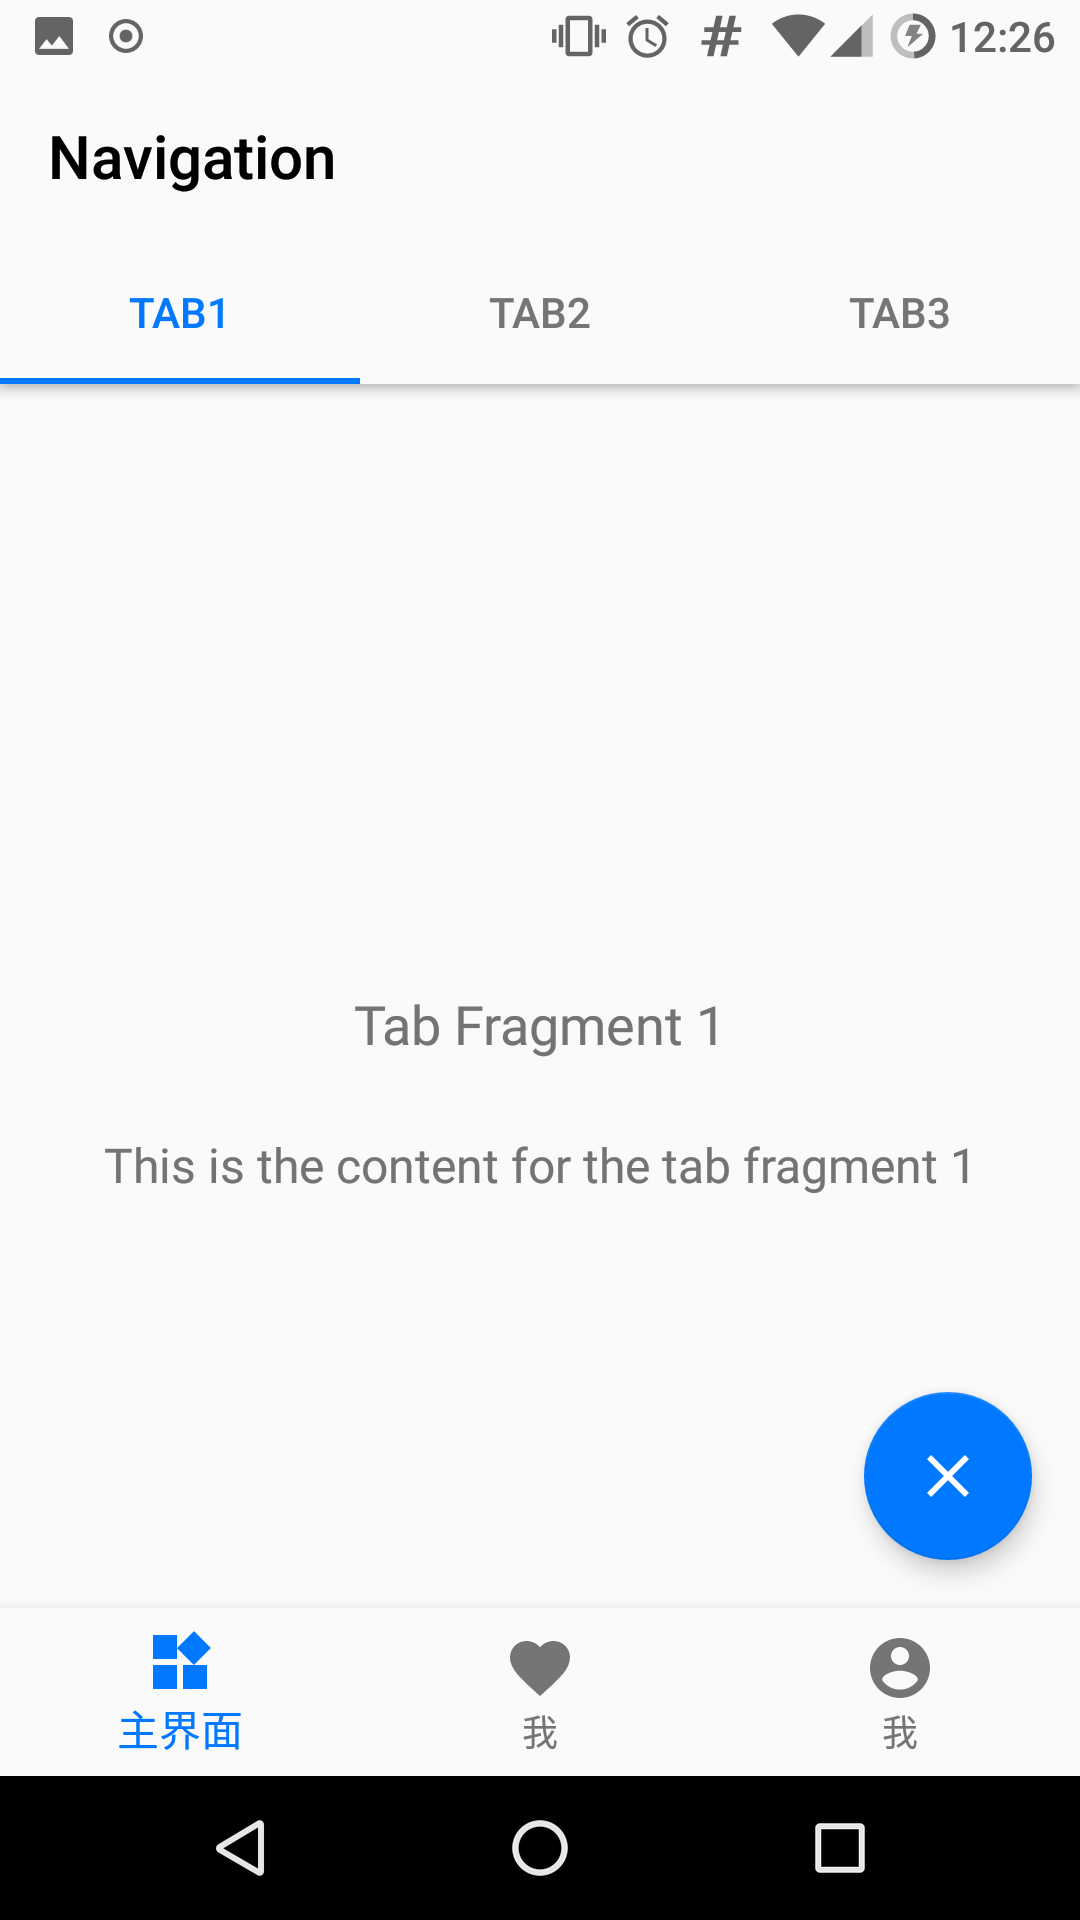 12:26
Navigation
TAB1 TAB2 TAB3
Tab Fragment 1
This is the content for the tab fragment 1
主界面 我 我